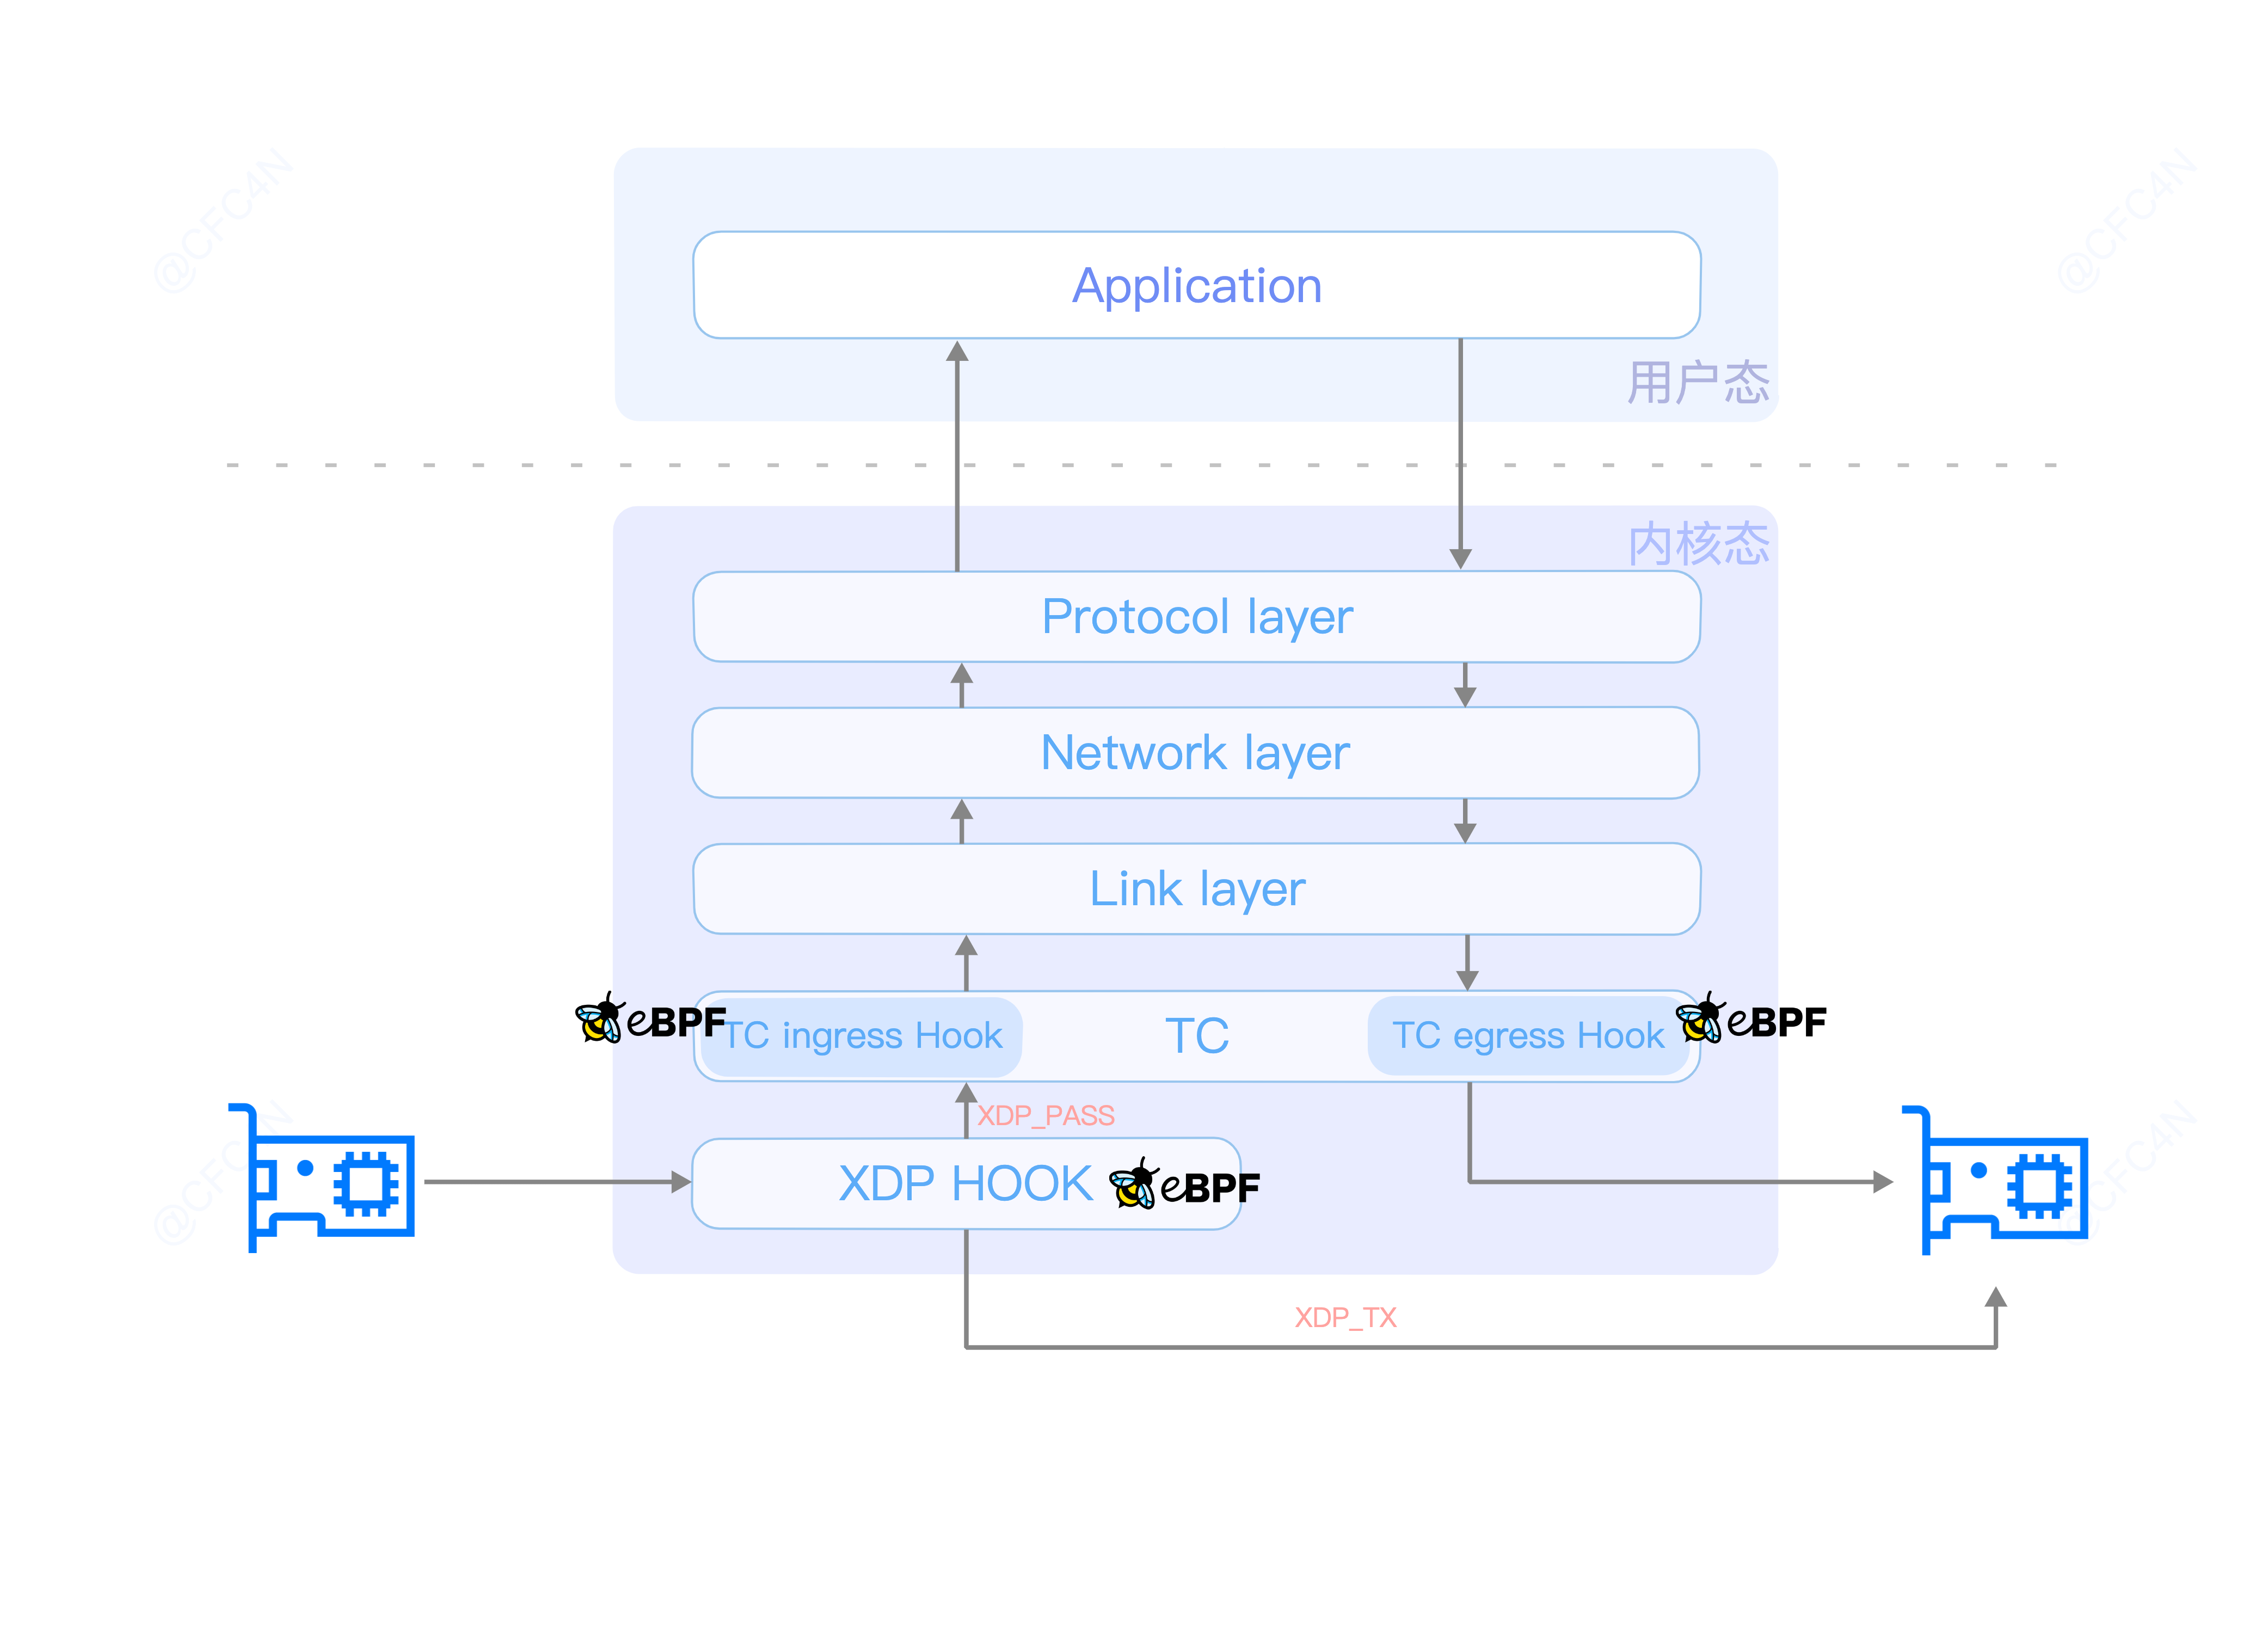 @CFC4N
@CFC4N
Application
用户态
内核态
Protocol layer
Network layer
Link layer
eBPF
TC ingress Hook
TC
TC egress Hook
eBPF
XDP_PASS
@CFC4N
XDP HOOK
eBPF
@CFC4N
XDP_TX